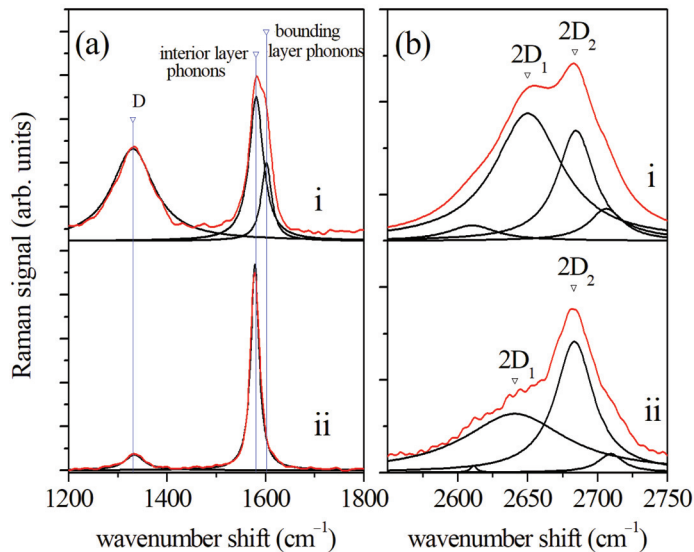 (a)
bounding
layer phonons
interior layer
phonons
D
i
ii
(b)
2D₁
2D₂
i
2D₂
2D₁
ii
Raman signal (arb. units)
1200 1400 1600 1800
wavenumber shift (cm⁻¹)
2600 2650 2700 2750
wavenumber shift (cm⁻¹)